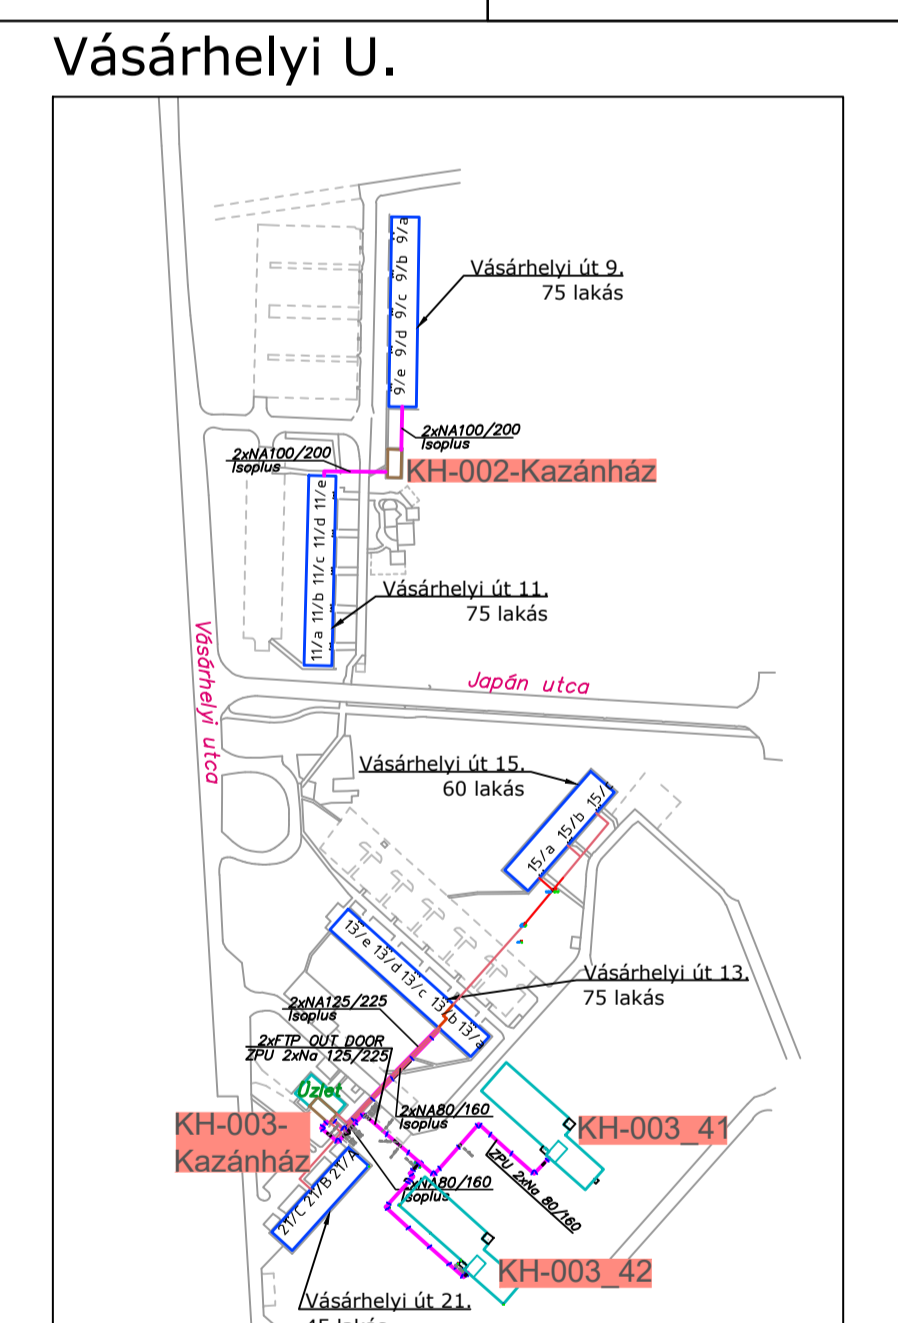 Vásárhelyi U.
9/e 9/d 9/c 9/b 9/a
Vásárhelyi út 9.
75 lakás
2xNA100/200
Isoplus
2xNA100/200
Isoplus
KH-002-Kazánház
11/a 11/b 11/c 11/d 11/e
Vásárhelyi út 11.
75 lakás
Vásárhelyi utca
Japán utca
Vásárhelyi út 15.
60 lakás
15/a 15/b
13/e 13/d 13/c 13/b 13/a
Vásárhelyi út 13.
75 lakás
2xNA125/225
Isoplus
2xFTP OUT DOOR
ZPU 2xNa 125/225
Üzlet
2xNA80/160
Isoplus
KH-003-
Kazánház
KH-003_41
ZPU 2xNa 80/160
2xNA80/160
Isoplus
21/C 21/B 21/A
KH-003_42
Vásárhelyi út 21.